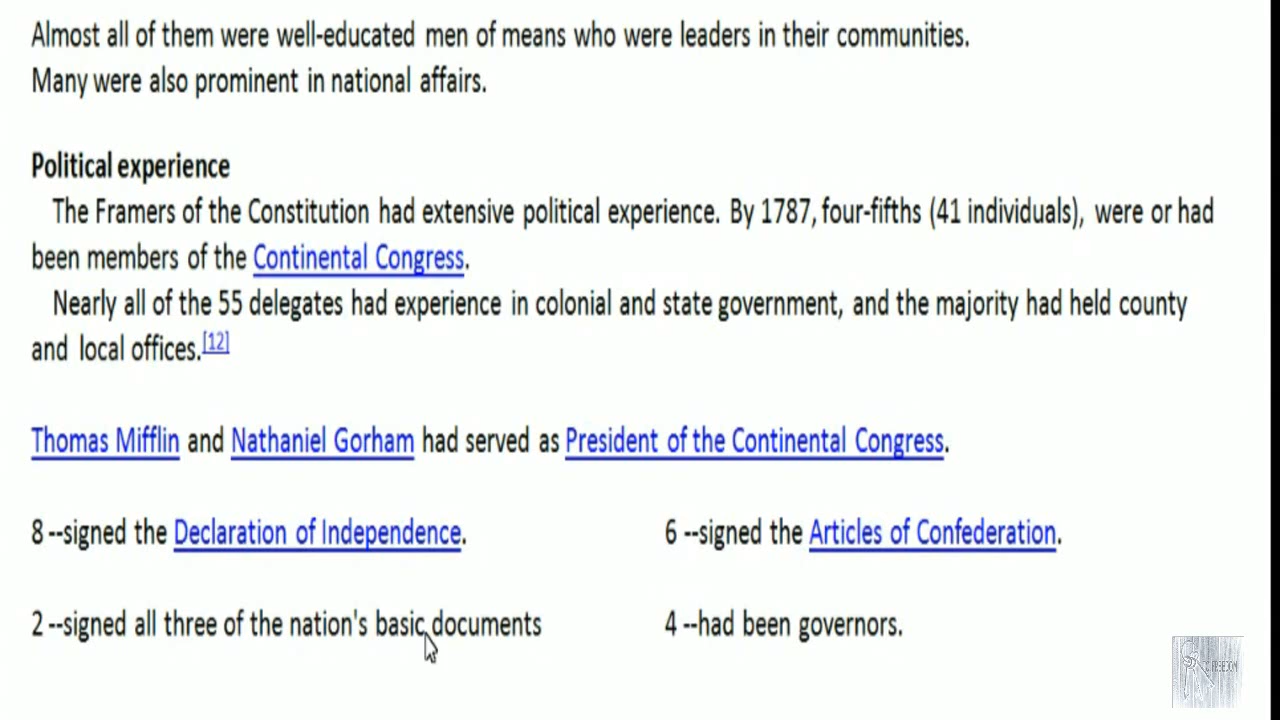 Almost all of them were well-educated men of means who were leaders in their communities.
Many were also prominent in national affairs.
Political experience
The Framers of the Constitution had extensive political experience. By 1787, four-fifths (41 individuals), were or had
been members of the Continental Congress.
Nearly all of the 55 delegates had experience in colonial and state government, and the majority had held county
and local offices.[12]
Thomas Mifflin and Nathaniel Gorham had served as President of the Continental Congress.
8 --signed the Declaration of Independence. 6 --signed the Articles of Confederation.
2 --signed all three of the nation's basic documents 4 --had been governors.